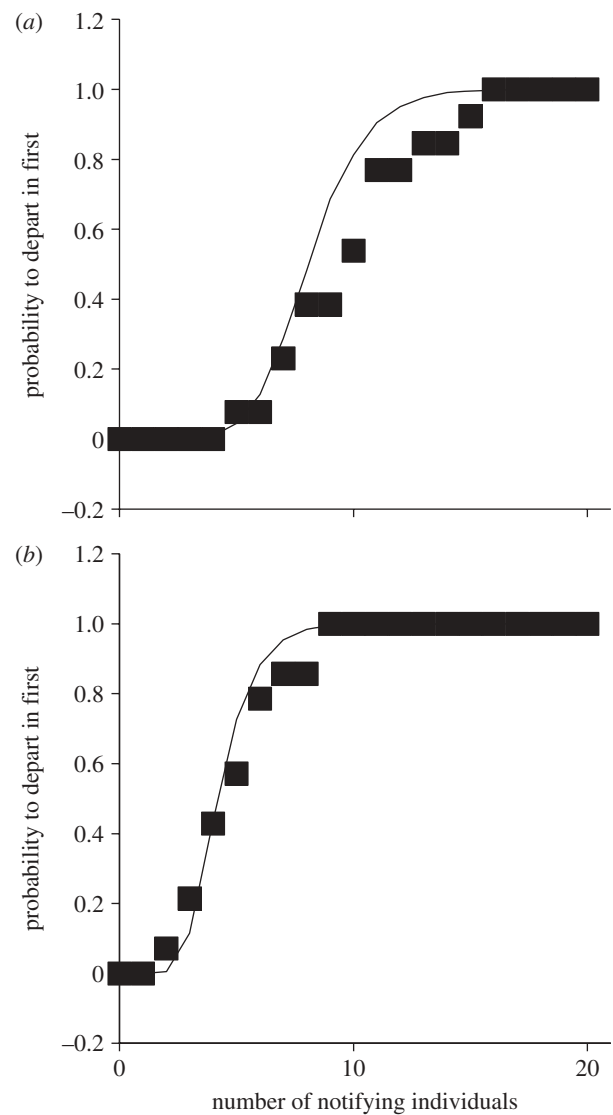 (a)
1.2
1.0
0.8
0.6
0.4
0.2
0
–0.2
probability to depart in first
(b)
1.2
1.0
0.8
0.6
0.4
0.2
0
–0.2
probability to depart in first
0 10 20
number of notifying individuals